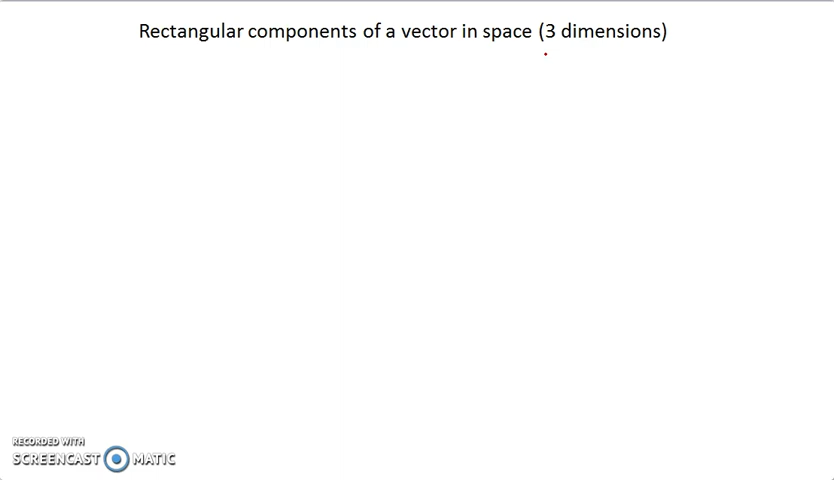 Rectangular components of a vector in space (3 dimensions)
RECORDED WITH
SCREENCAST MATIC